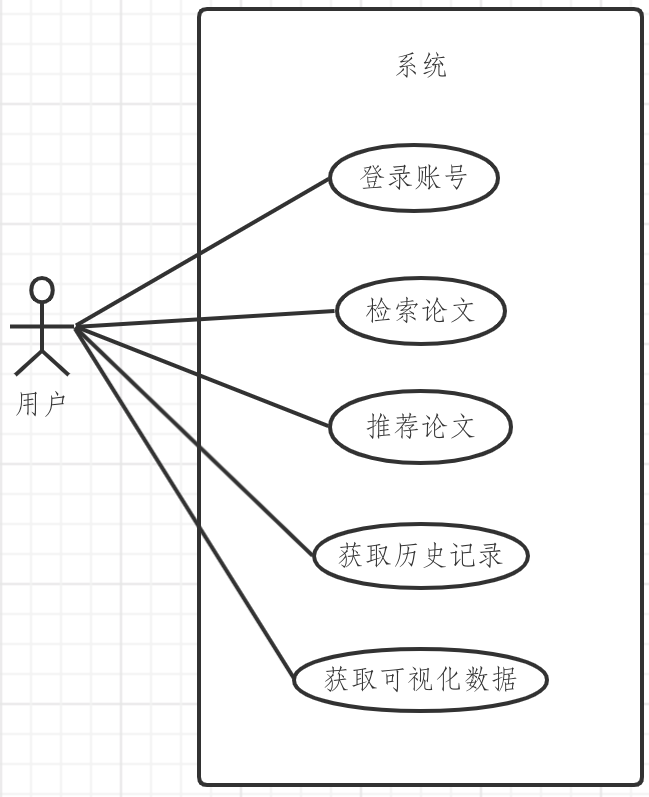 系统
登录账号
检索论文
用户
推荐论文
获取历史记录
获取可视化数据